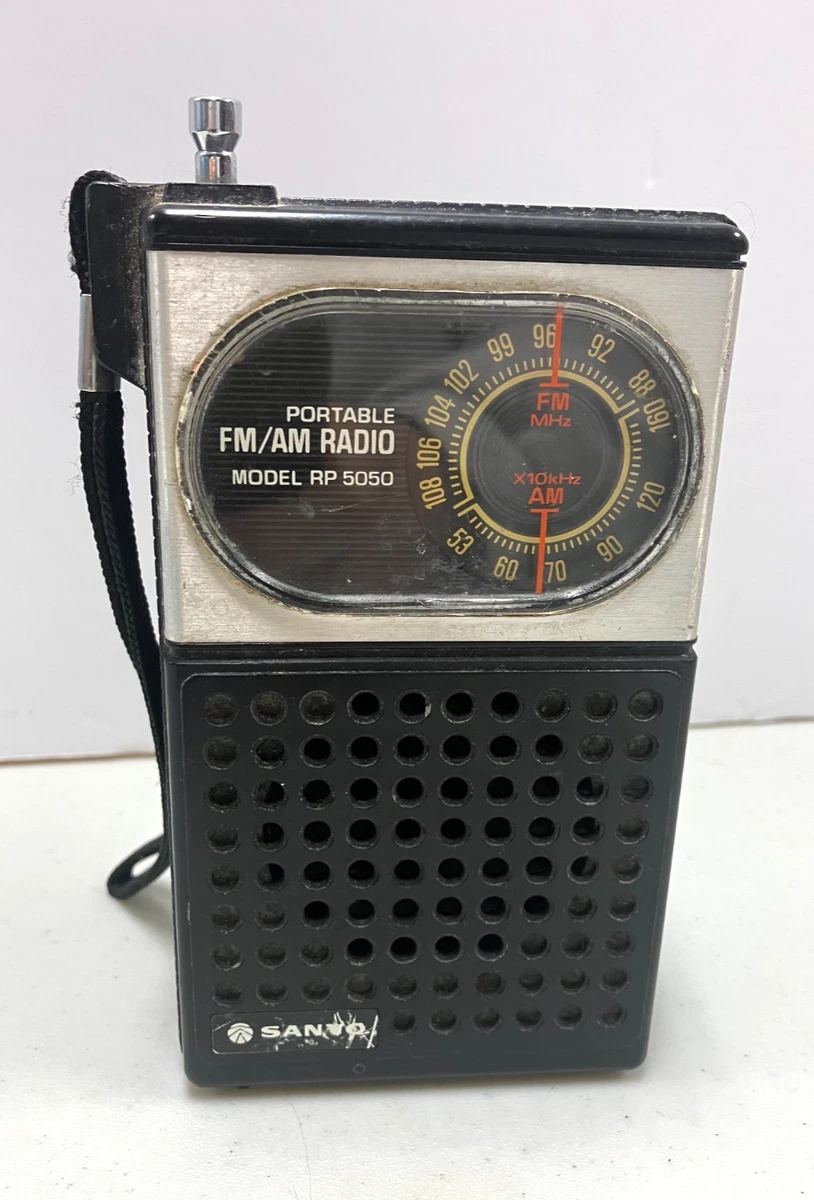 PORTABLE
FM/AM RADIO
MODEL RP 5050
108 106 104 102 99 96 92 88
FM
MHz
X10kHz
AM
53 60 70 90 120 160
SANYO